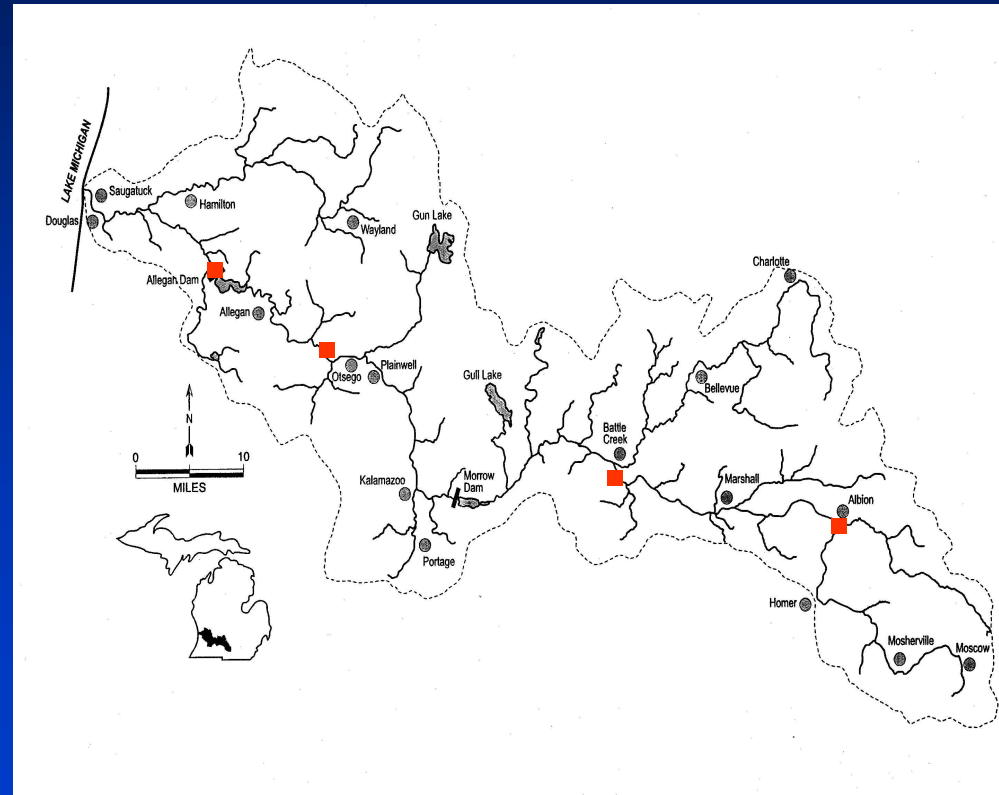 LAKE MICHIGAN
Saugatuck
Douglas
Hamilton
Wayland
Gun Lake
Charlotte
Allegan Dam
Allegan
Otsego
Plainwell
Gull Lake
Bellevue
N
0
10
MILES
Battle
Creek
Kalamazoo
Morrow
Dam
Marshall
Albion
Portage
Homer
Mosherville
Moscow